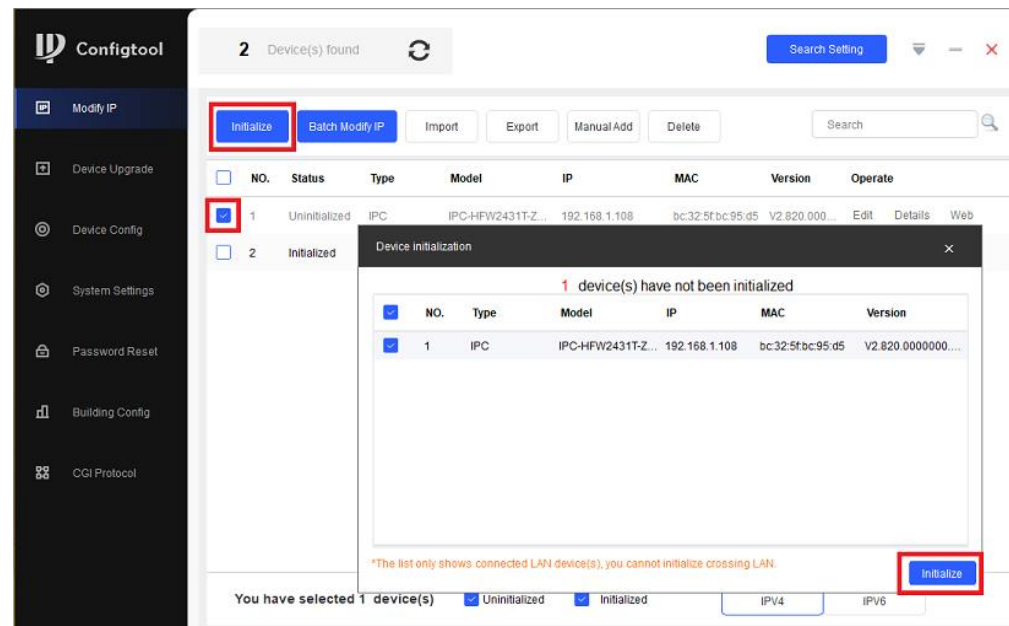 Configtool
2 Device(s) found
Search Setting
Modify IP
Device Upgrade
Device Config
System Settings
Password Reset
Building Config
CGI Protocol
Initialize Batch Modify IP Import Export Manual Add Delete Search
NO. Status Type Model IP MAC Version Operate
1 Uninitialized IPC IPC-HFW2431T-Z... 192.168.1.108 bc:32:5f:bc:95:d5 V2.820.000... Edit Details Web
2 Initialized
Device initialization
1 device(s) have not been initialized
NO. Type Model IP MAC Version
1 IPC IPC-HFW2431T-Z... 192.168.1.108 bc:32:5f:bc:95:d5 V2.820.0000000....
*The list only shows connected LAN device(s), you cannot initialize crossing LAN.
Initialize
You have selected 1 device(s) Uninitialized Initialized IPV4 IPV6